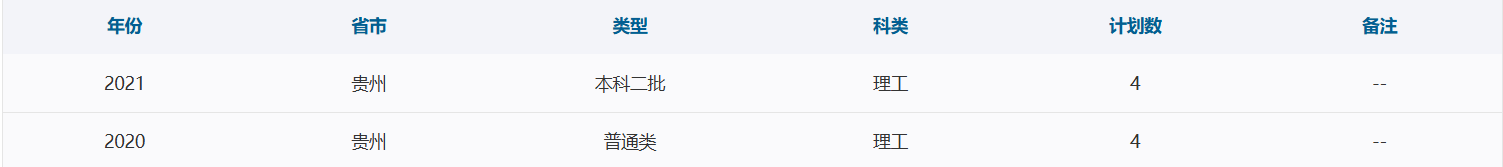 年份 省市 类型 科类 计划数 备注
2021 贵州 本科二批 理工 4 --
2020 贵州 普通类 理工 4 --